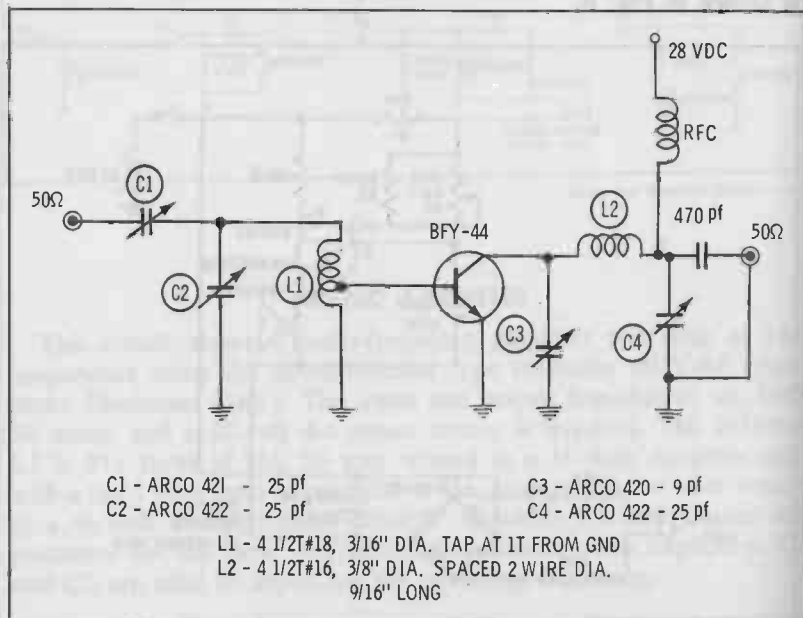 28 VDC
RFC
C1
L2
50Ω
470 pf
50Ω
BFY-44
C2
L1
C3
C4
C1 - ARCO 421 - 25 pf
C2 - ARCO 422 - 25 pf
C3 - ARCO 420 - 9 pf
C4 - ARCO 422 - 25 pf
L1 - 4 1/2T#18, 3/16" DIA. TAP AT 1T FROM GND
L2 - 4 1/2T#16, 3/8" DIA. SPACED 2 WIRE DIA.
9/16" LONG